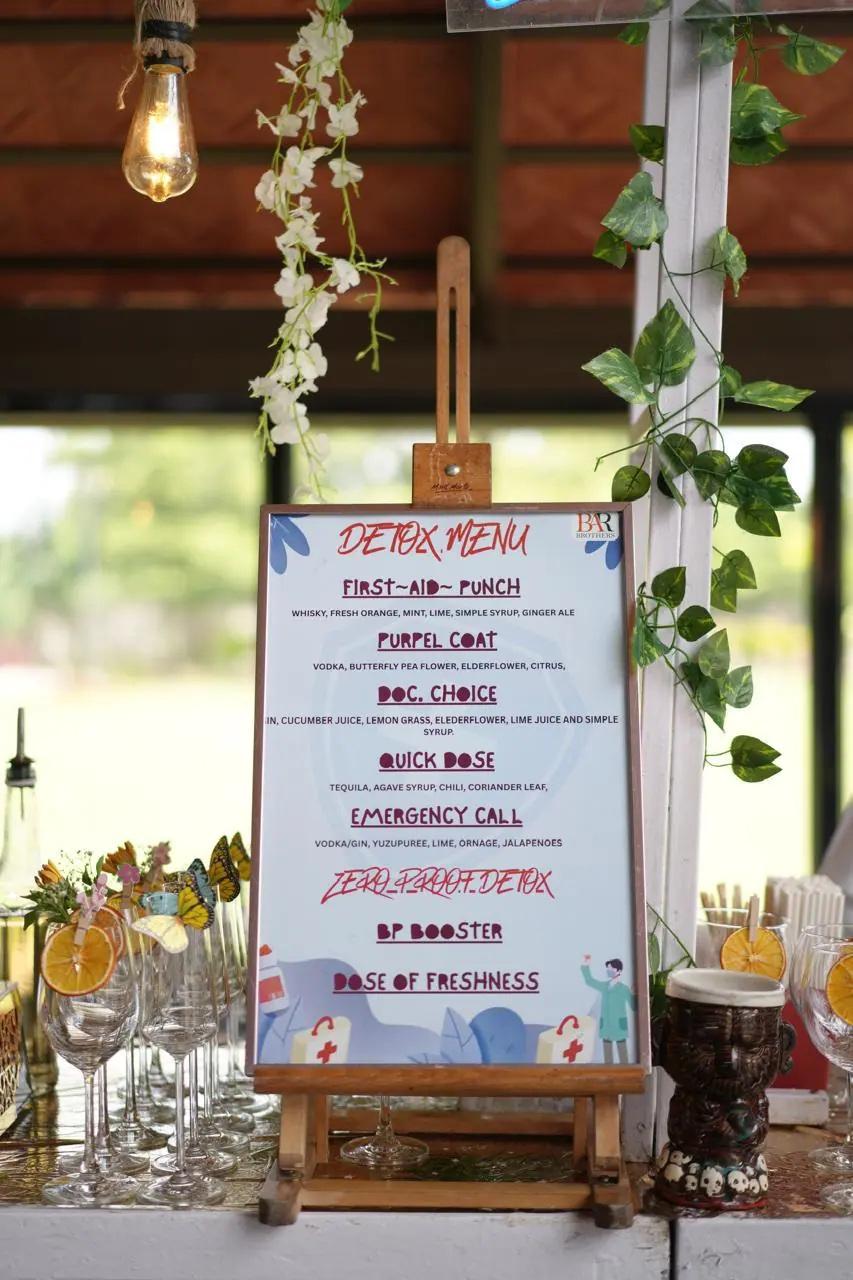 DETOX MENU
BAR
BROTHERS
FIRST~AID~ PUNCH
WHISKY, FRESH ORANGE, MINT, LIME, SIMPLE SYRUP, GINGER ALE
PURPEL COAT
VODKA, BUTTERFLY PEA FLOWER, ELDERFLOWER, CITRUS,
DOC. CHOICE
IN, CUCUMBER JUICE, LEMON GRASS, ELEDERFLOWER, LIME JUICE AND SIMPLE
SYRUP.
QUICK DOSE
TEQUILA, AGAVE SYRUP, CHILI, CORIANDER LEAF,
EMERGENCY CALL
VODKA/GIN, YUZUPUREE, LIME, ORNAGE, JALAPENOES
ZERO PROOF DETOX
BP BOOSTER
DOSE OF FRESHNESS